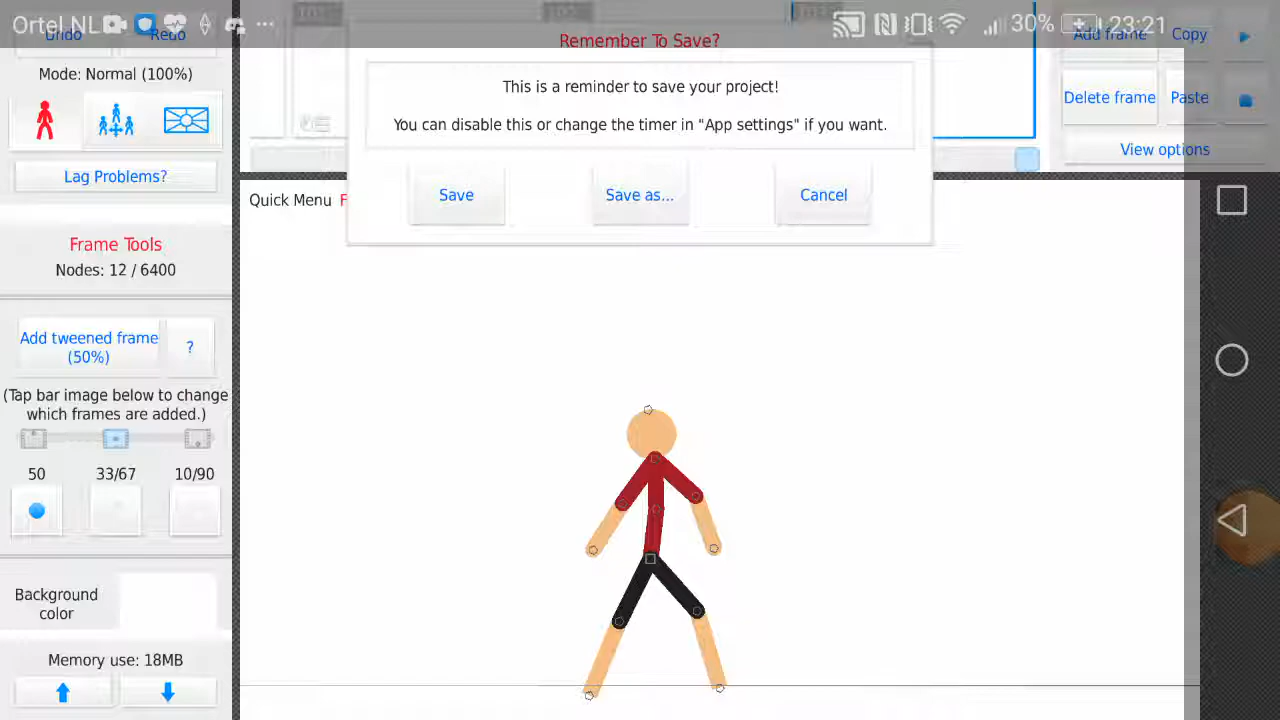 Ortel NL
30%
23:21
Undo
Redo
Mode: Normal (100%)
Lag Problems?
Frame Tools
Nodes: 12 / 6400
Add tweened frame
(50%)
?
(Tap bar image below to change
which frames are added.)
50
33/67
10/90
Background
color
Memory use: 18MB
Remember To Save?
This is a reminder to save your project!
You can disable this or change the timer in "App settings" if you want.
Save
Save as...
Cancel
Quick Menu
Add frame
Copy
Delete frame
Paste
View options